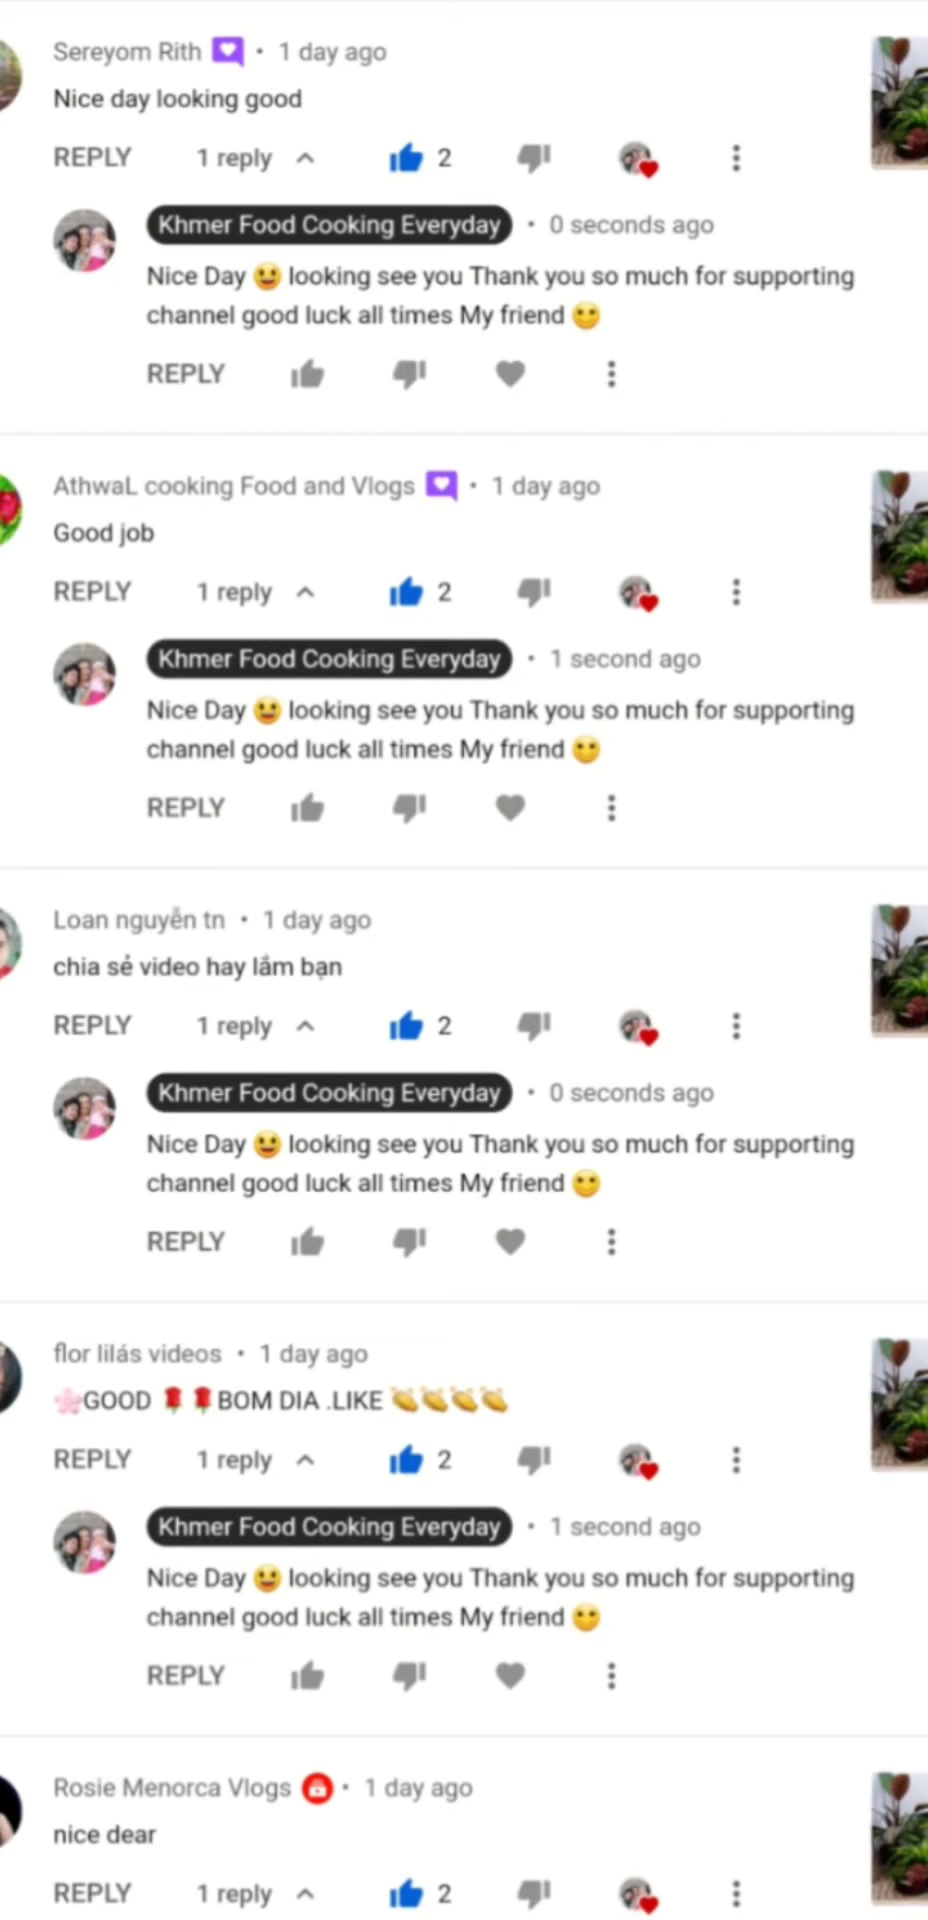 Sereyom Rith • 1 day ago
Nice day looking good
REPLY 1 reply 2
Khmer Food Cooking Everyday • 0 seconds ago
Nice Day 😃 looking see you Thank you so much for supporting
channel good luck all times My friend 🙂
REPLY
AthwaL cooking Food and Vlogs • 1 day ago
Good job
REPLY 1 reply 2
Khmer Food Cooking Everyday • 1 second ago
Nice Day 😃 looking see you Thank you so much for supporting
channel good luck all times My friend 🙂
REPLY
Loan nguyễn tn • 1 day ago
chia sẻ video hay lắm bạn
REPLY 1 reply 2
Khmer Food Cooking Everyday • 0 seconds ago
Nice Day 😃 looking see you Thank you so much for supporting
channel good luck all times My friend 🙂
REPLY
flor lilás videos • 1 day ago
🌸GOOD 🌹🌹BOM DIA .LIKE 👏👏👏👏
REPLY 1 reply 2
Khmer Food Cooking Everyday • 1 second ago
Nice Day 😃 looking see you Thank you so much for supporting
channel good luck all times My friend 🙂
REPLY
Rosie Menorca Vlogs • 1 day ago
nice dear
REPLY 1 reply 2